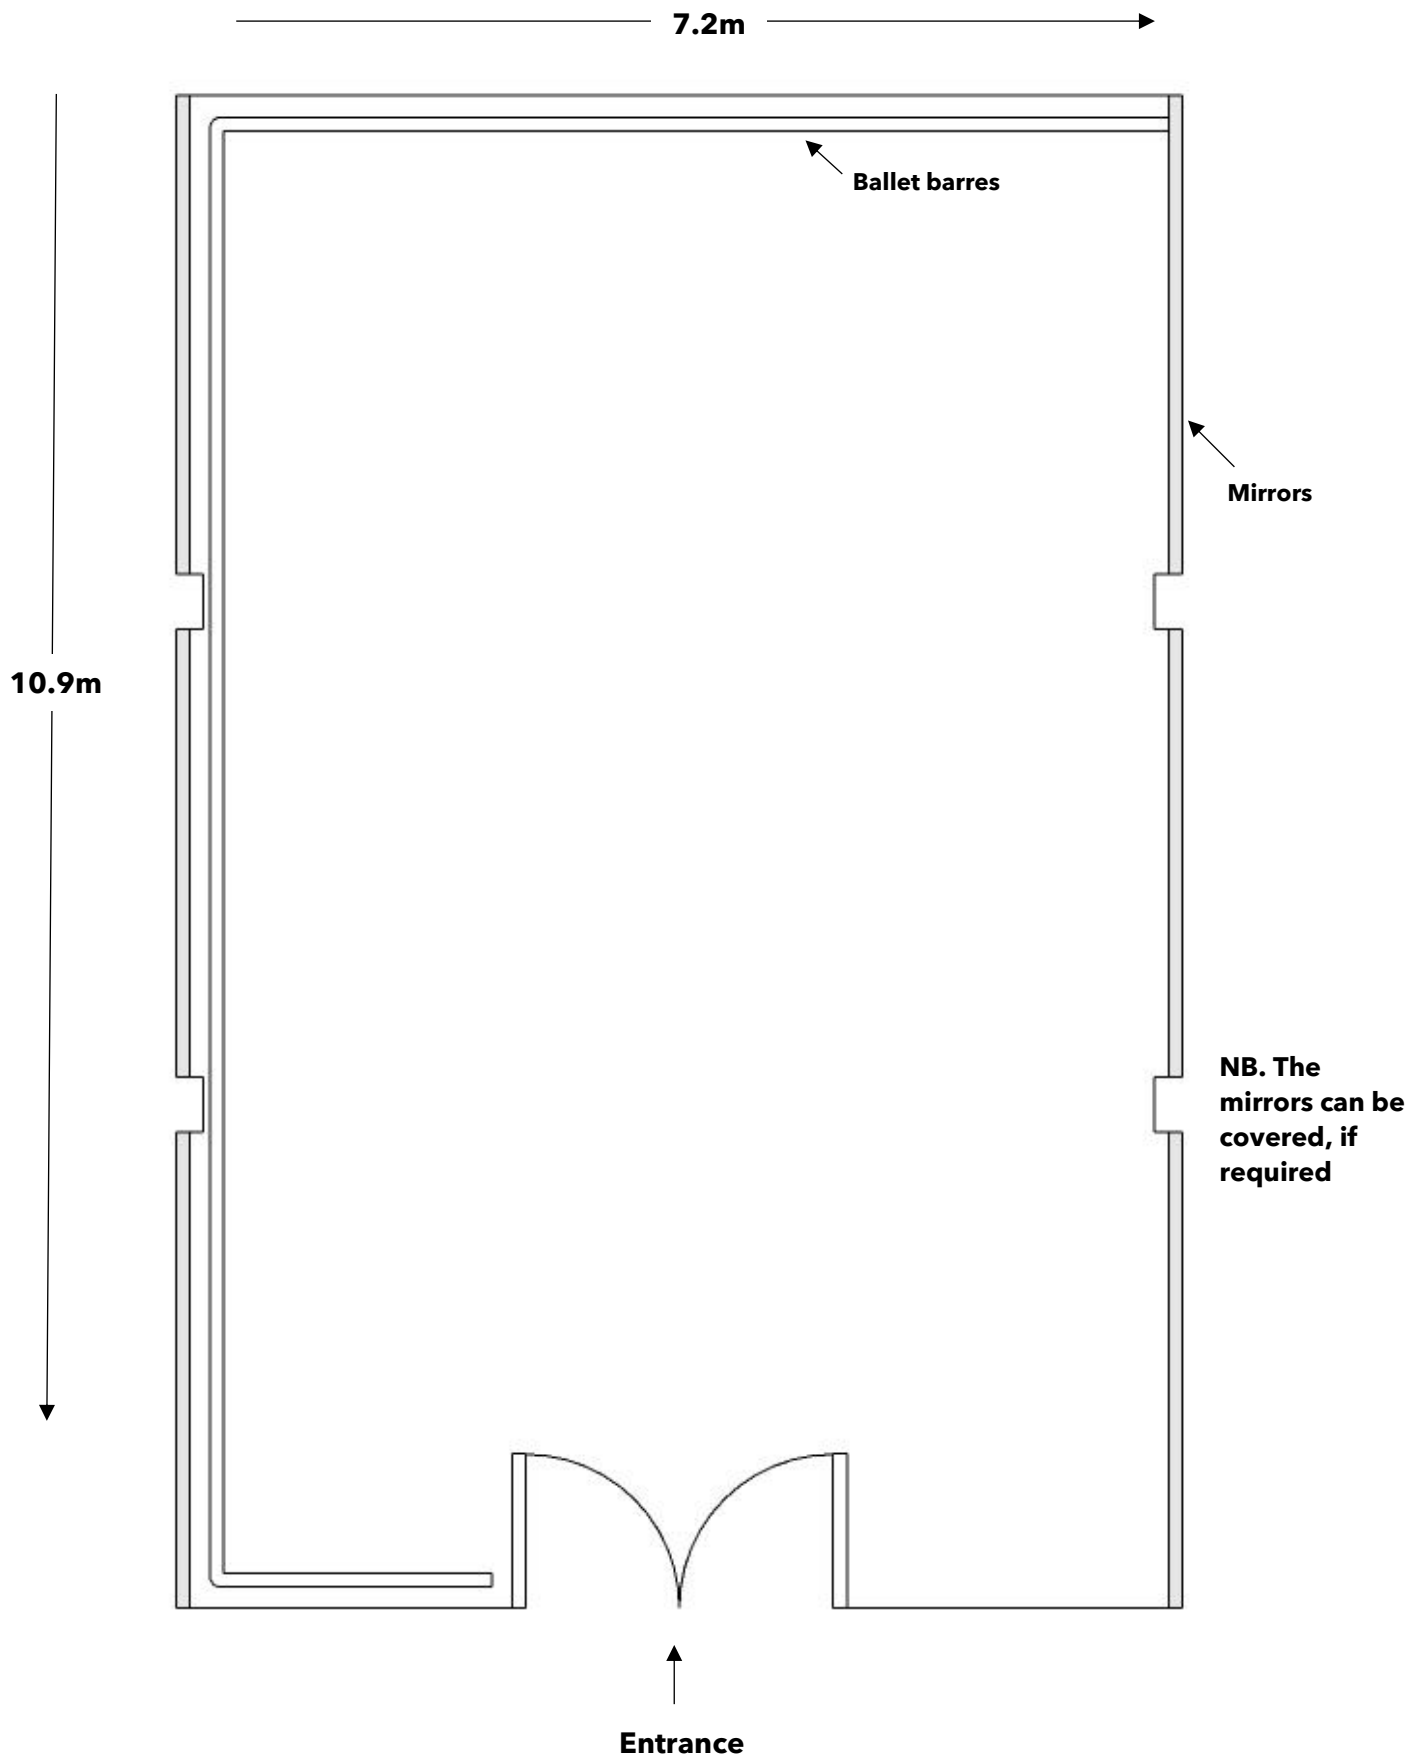 7.2m
Ballet barres
Mirrors
10.9m
NB. The
mirrors can be
covered, if
required
Entrance